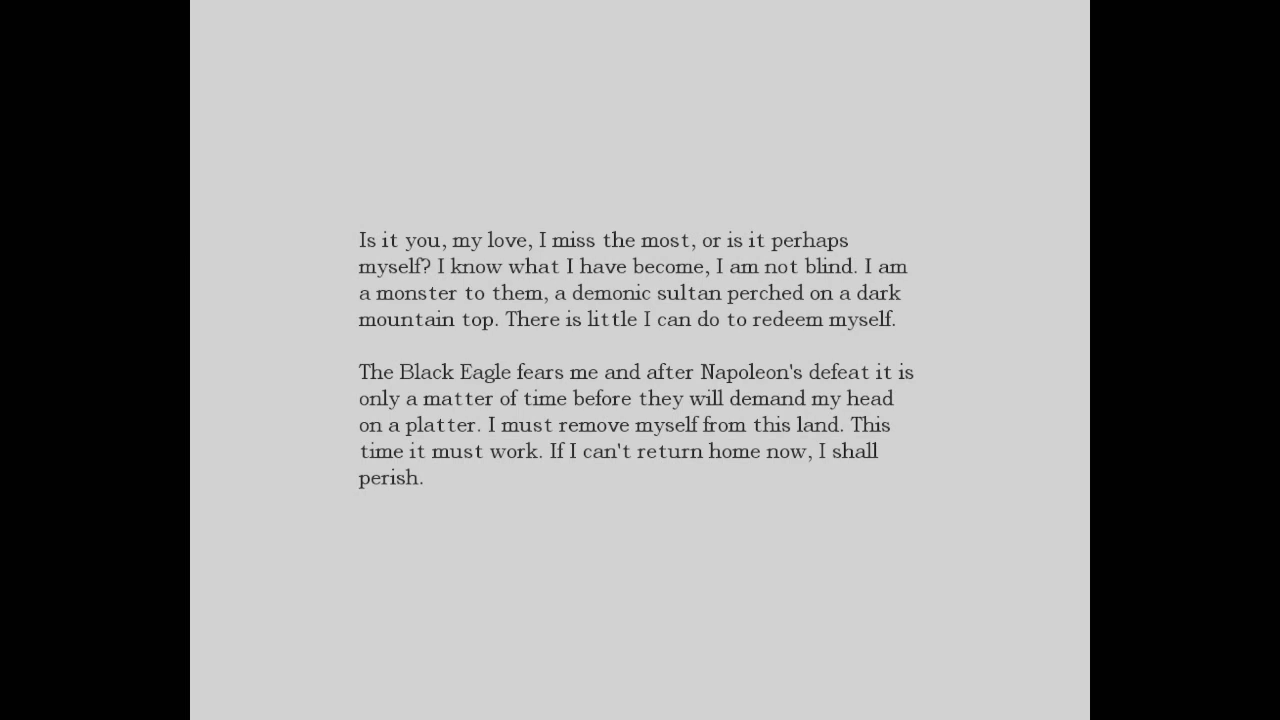 Is it you, my love, I miss the most, or is it perhaps
myself? I know what I have become, I am not blind. I am
a monster to them, a demonic sultan perched on a dark
mountain top. There is little I can do to redeem myself.
The Black Eagle fears me and after Napoleon's defeat it is
only a matter of time before they will demand my head
on a platter. I must remove myself from this land. This
time it must work. If I can't return home now, I shall
perish.